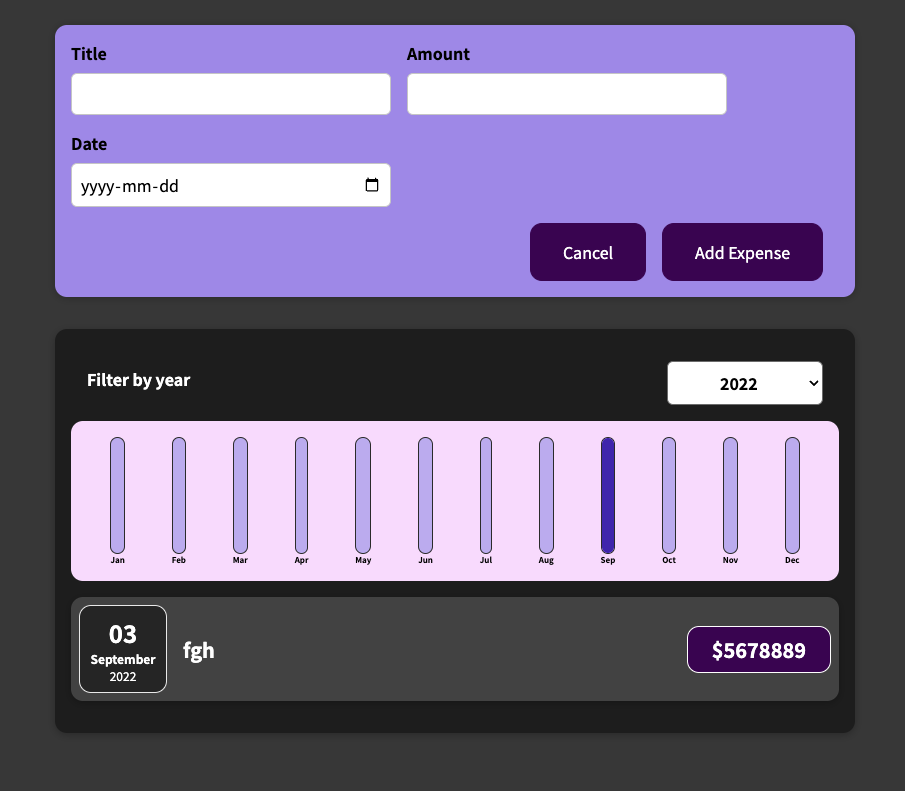 Title Amount
Date
yyyy-mm-dd
Cancel Add Expense
Filter by year 2022
Jan Feb Mar Apr May Jun Jul Aug Sep Oct Nov Dec
03
September
2022
fgh
$5678889